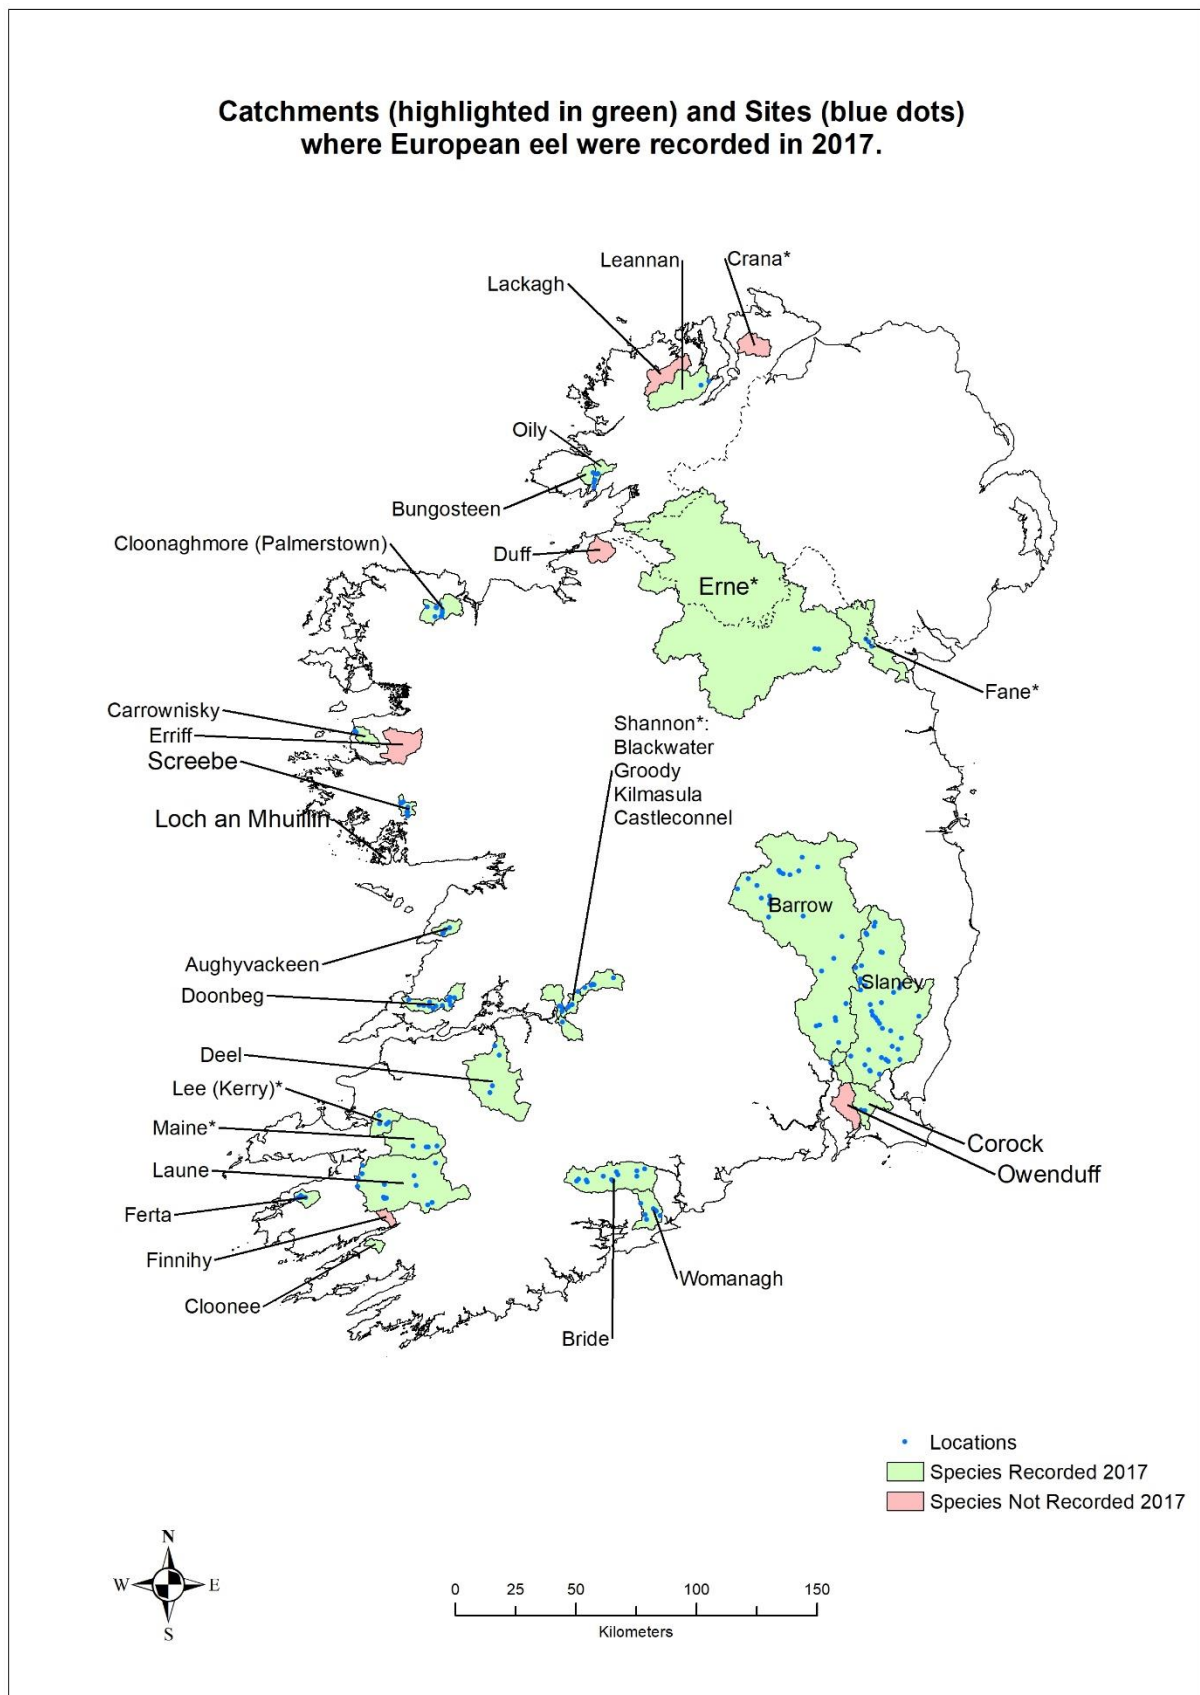 Catchments (highlighted in green) and Sites (blue dots)
where European eel were recorded in 2017.
Leannan
Crana*
Lackagh
Oily
Bungosteen
Cloonaghmore (Palmerstown)
Duff
Erne*
Fane*
Carrownisky
Erriff
Screebe
Loch an Mhuillin
Shannon*:
Blackwater
Groody
Kilmasula
Castleconnel
Barrow
Slaney
Aughyvackeen
Doonbeg
Deel
Lee (Kerry)*
Maine*
Laune
Ferta
Finnihy
Cloonee
Corock
Owenduff
Womanagh
Bride
Locations
Species Recorded 2017
Species Not Recorded 2017
N
W
E
S
0 25 50 100 150
Kilometers